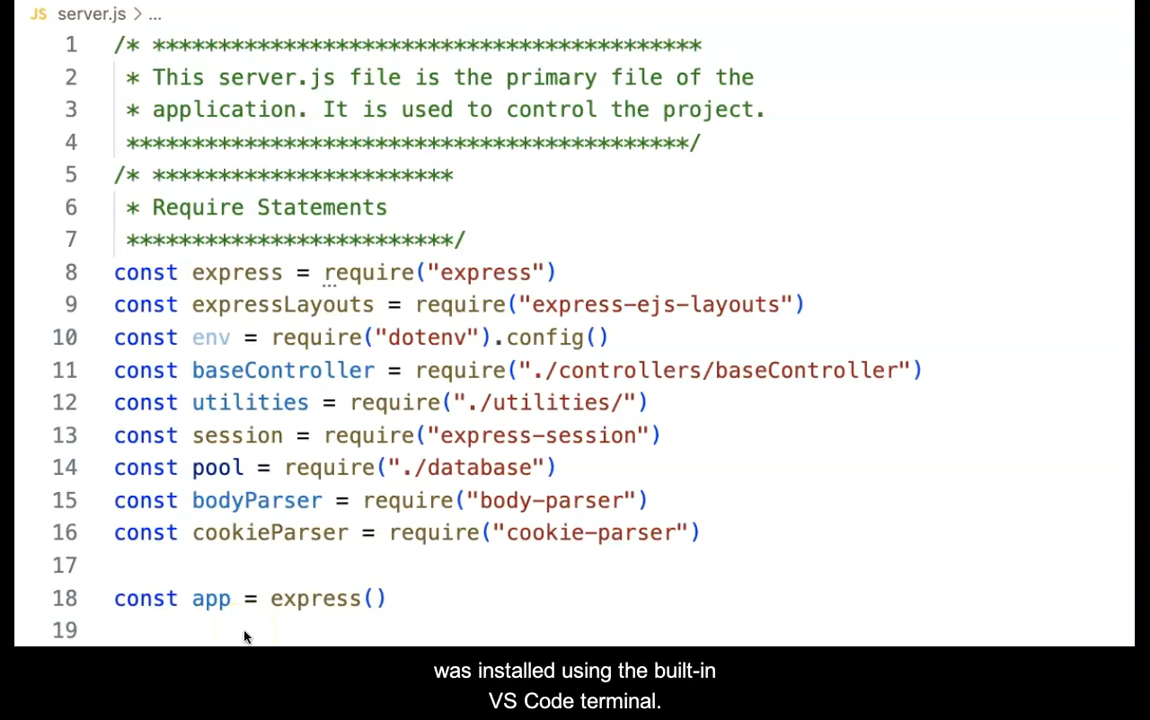 JS server.js > ...
1 /* ******************************************
2 * This server.js file is the primary file of the
3 * application. It is used to control the project.
4 *******************************************/
5 /* ***********************
6 * Require Statements
7 *************************/
8 const express = require("express")
9 const expressLayouts = require("express-ejs-layouts")
10 const env = require("dotenv").config()
11 const baseController = require("./controllers/baseController")
12 const utilities = require("./utilities/")
13 const session = require("express-session")
14 const pool = require("./database")
15 const bodyParser = require("body-parser")
16 const cookieParser = require("cookie-parser")
17
18 const app = express()
19
was installed using the built-in
VS Code terminal.